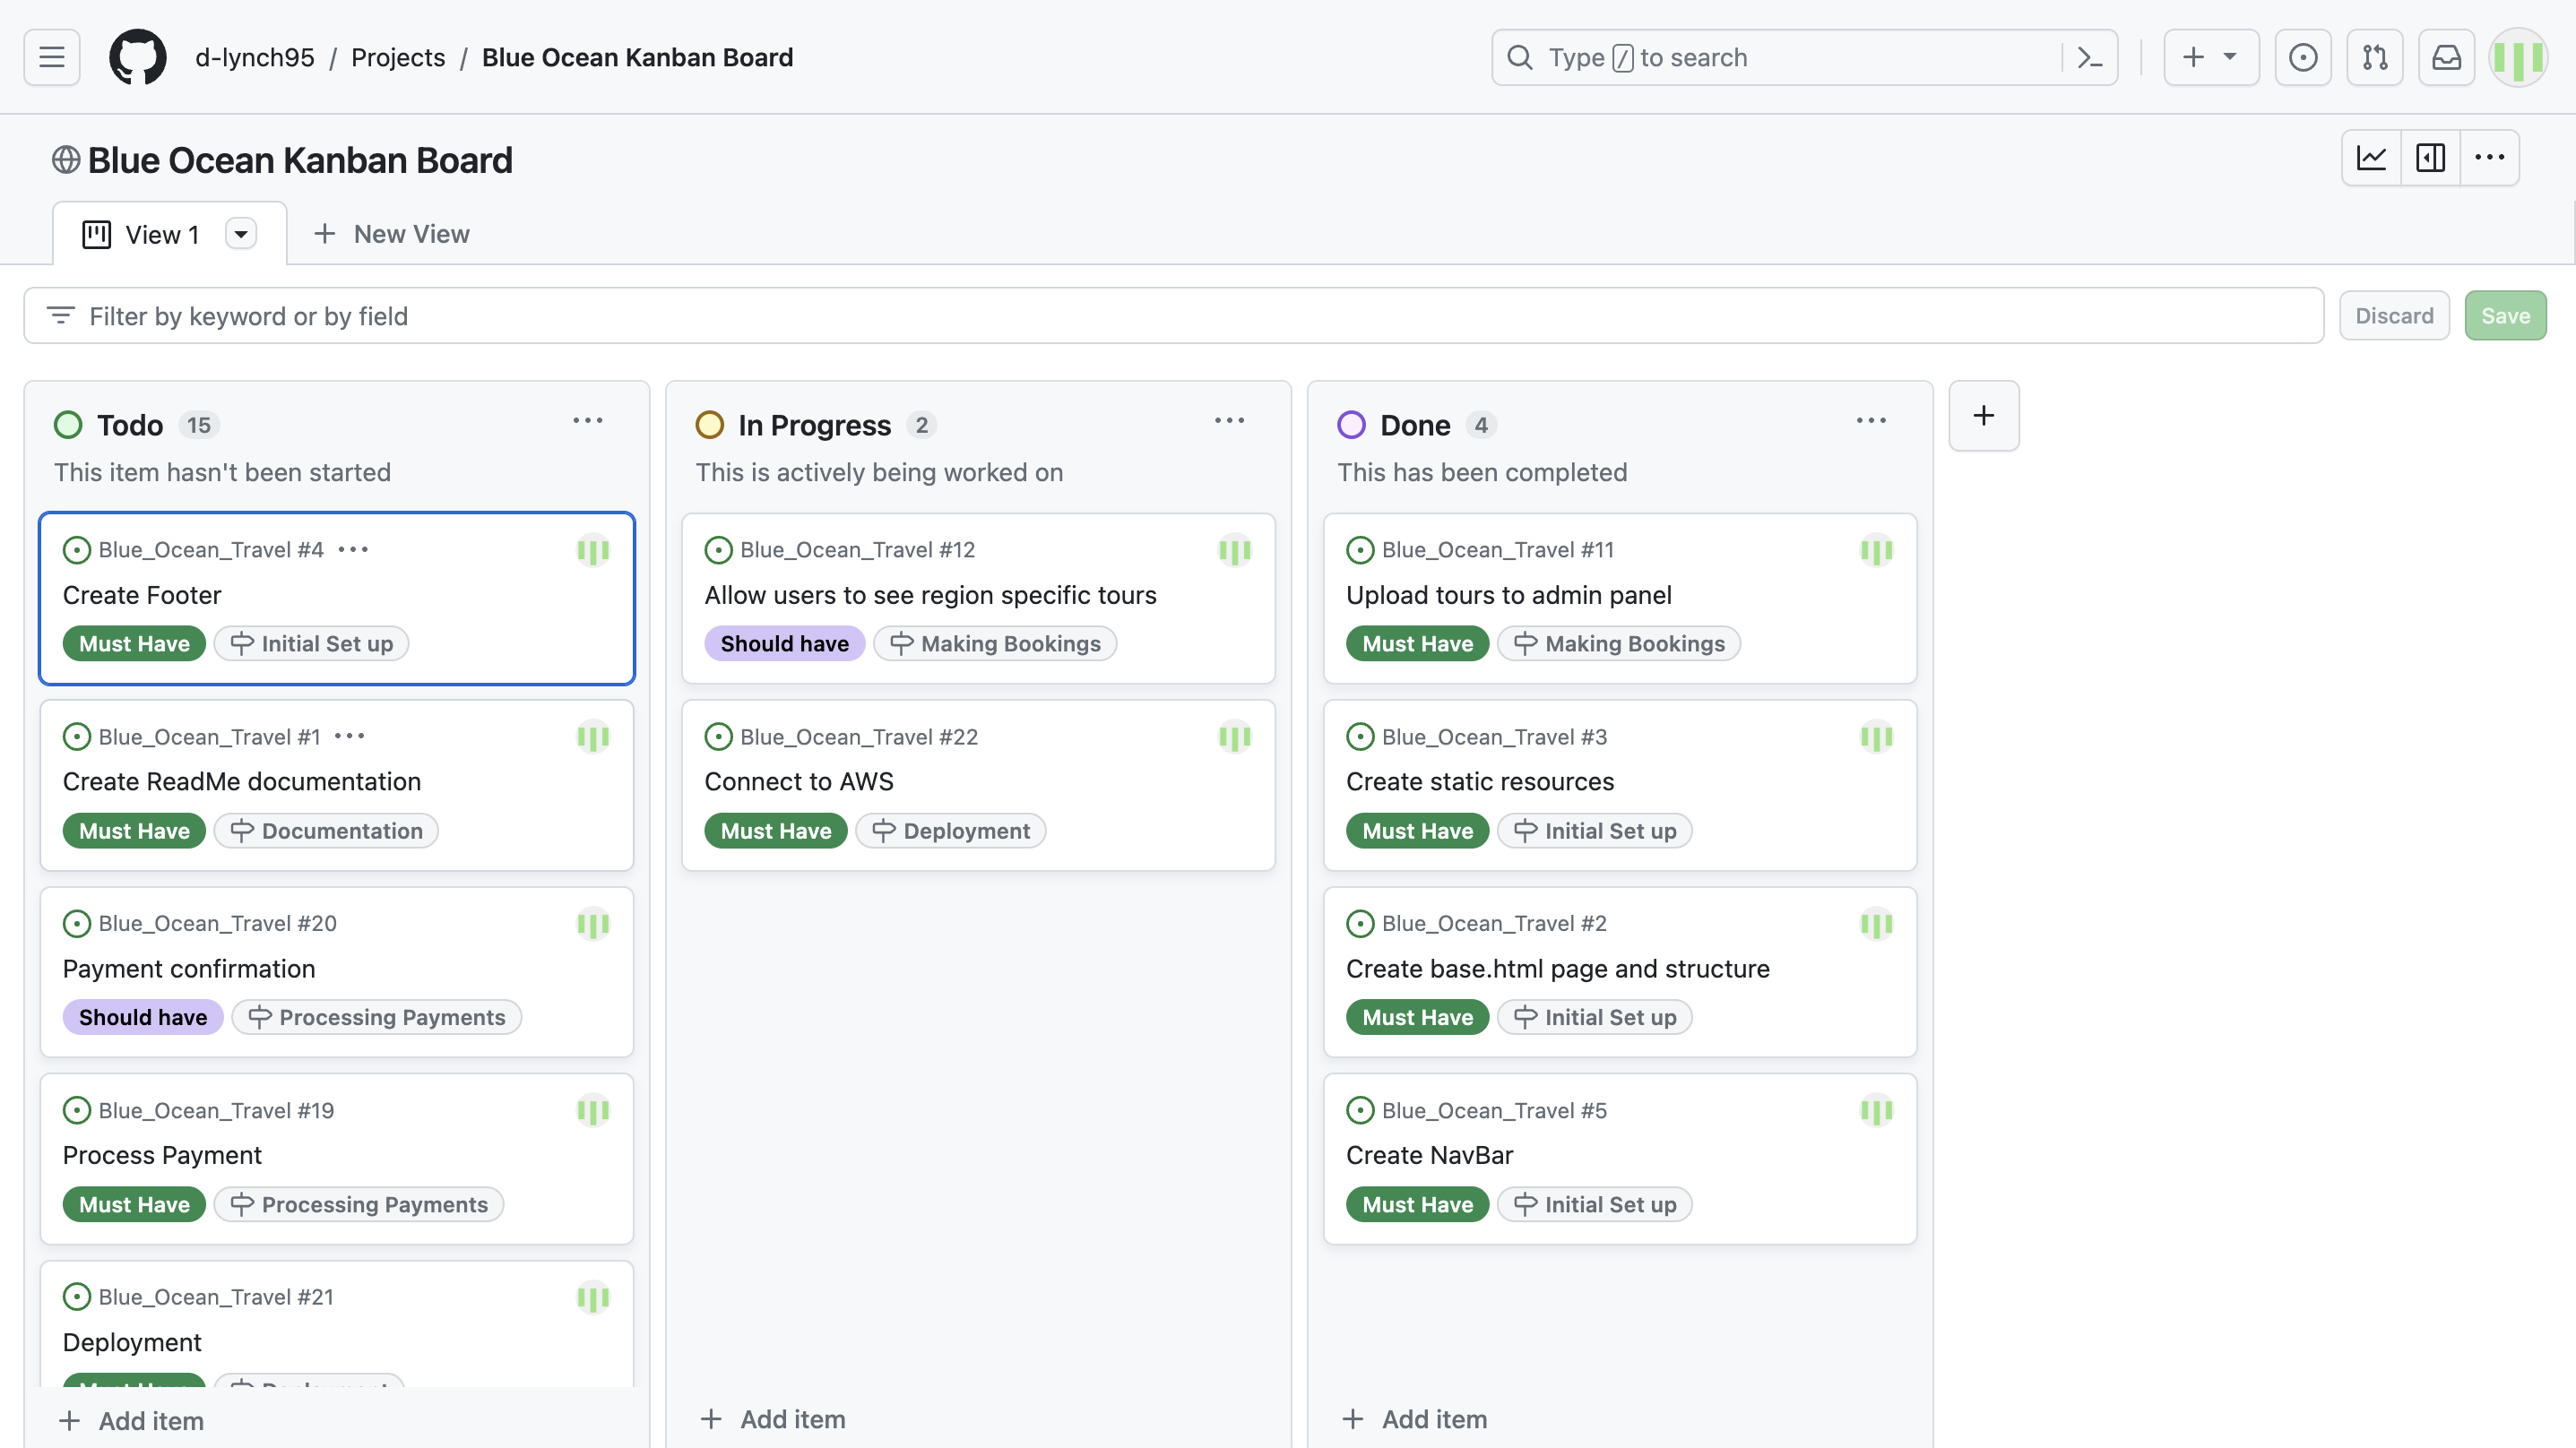 d-lynch95 / Projects / Blue Ocean Kanban Board
Type / to search
Blue Ocean Kanban Board
View 1
New View
Filter by keyword or by field
Discard
Save
Todo 15
This item hasn't been started
Blue_Ocean_Travel #4
Create Footer
Must Have Initial Set up
Blue_Ocean_Travel #1
Create ReadMe documentation
Must Have Documentation
Blue_Ocean_Travel #20
Payment confirmation
Should have Processing Payments
Blue_Ocean_Travel #19
Process Payment
Must Have Processing Payments
Blue_Ocean_Travel #21
Deployment
Must Have Deployment
Add item
In Progress 2
This is actively being worked on
Blue_Ocean_Travel #12
Allow users to see region specific tours
Should have Making Bookings
Blue_Ocean_Travel #22
Connect to AWS
Must Have Deployment
Add item
Done 4
This has been completed
Blue_Ocean_Travel #11
Upload tours to admin panel
Must Have Making Bookings
Blue_Ocean_Travel #3
Create static resources
Must Have Initial Set up
Blue_Ocean_Travel #2
Create base.html page and structure
Must Have Initial Set up
Blue_Ocean_Travel #5
Create NavBar
Must Have Initial Set up
Add item